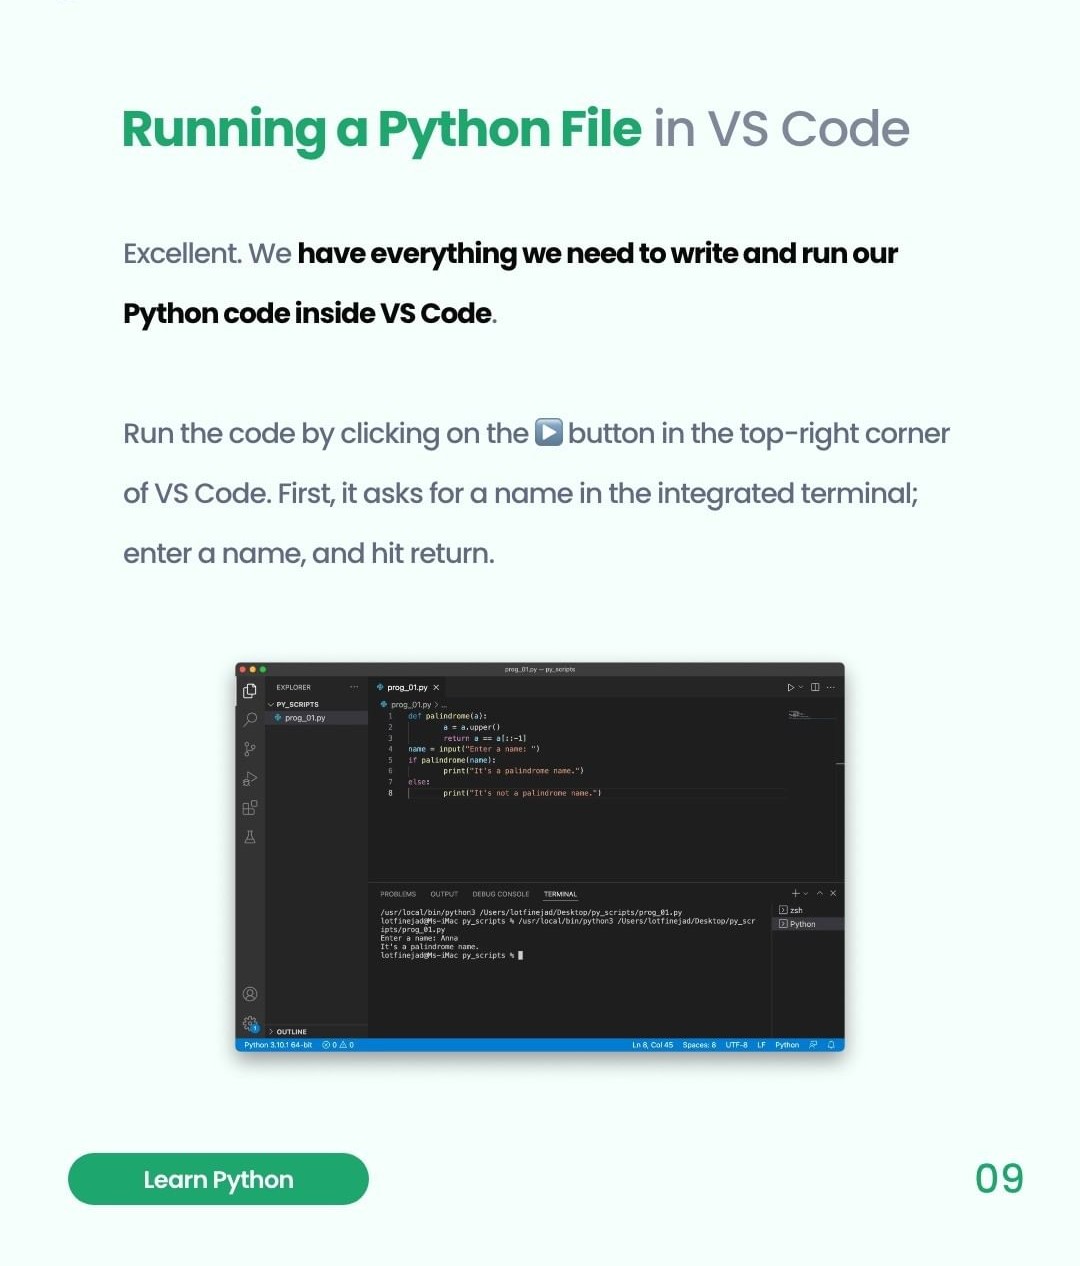 Running a Python File in VS Code
Excellent. We have everything we need to write and run our
Python code inside VS Code.
Run the code by clicking on the ▶️ button in the top-right corner
of VS Code. First, it asks for a name in the integrated terminal;
enter a name, and hit return.
prog_01.py — py_scripts
EXPLORER ...
PY_SCRIPTS
prog_01.py
prog_01.py ×
prog_01.py > ...
1 def palindrome(a):
2 a = a.upper()
3 return a == a[::-1]
4 name = input("Enter a name: ")
5 if palindrome(name):
6 print("It's a palindrome name.")
7 else:
8 print("It's not a palindrome name.")
PROBLEMS OUTPUT DEBUG CONSOLE TERMINAL
/usr/local/bin/python3 /Users/lotfinejad/Desktop/py_scripts/prog_01.py
lotfinejad@Ms-iMac py_scripts % /usr/local/bin/python3 /Users/lotfinejad/Desktop/py_scr
ipts/prog_01.py
Enter a name: Anna
It's a palindrome name.
lotfinejad@Ms-iMac py_scripts %
zsh
Python
OUTLINE
1
Python 3.10.1 64-bit 0 0 Ln 8, Col 45 Spaces: 8 UTF-8 LF Python
Learn Python
09